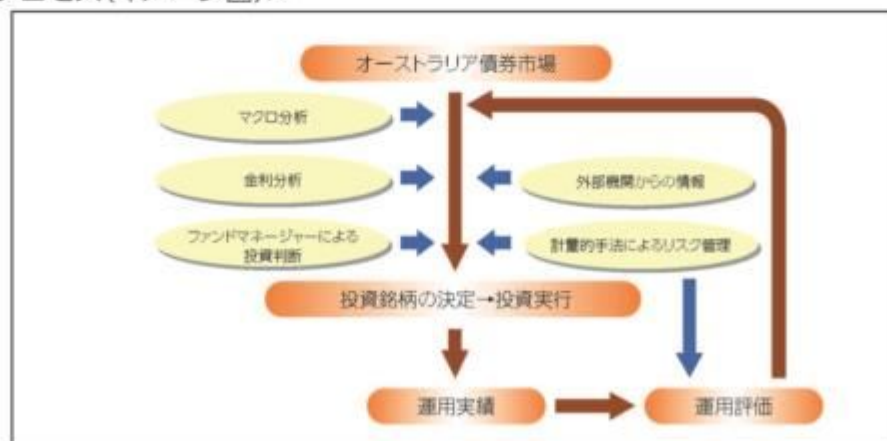 オーストラリア債券市場
マクロ分析
金利分析
外部機関からの情報
ファンドマネージャーによる
投資判断
計量的手法によるリスク管理
投資銘柄の決定→投資実行
運用実績
運用評価